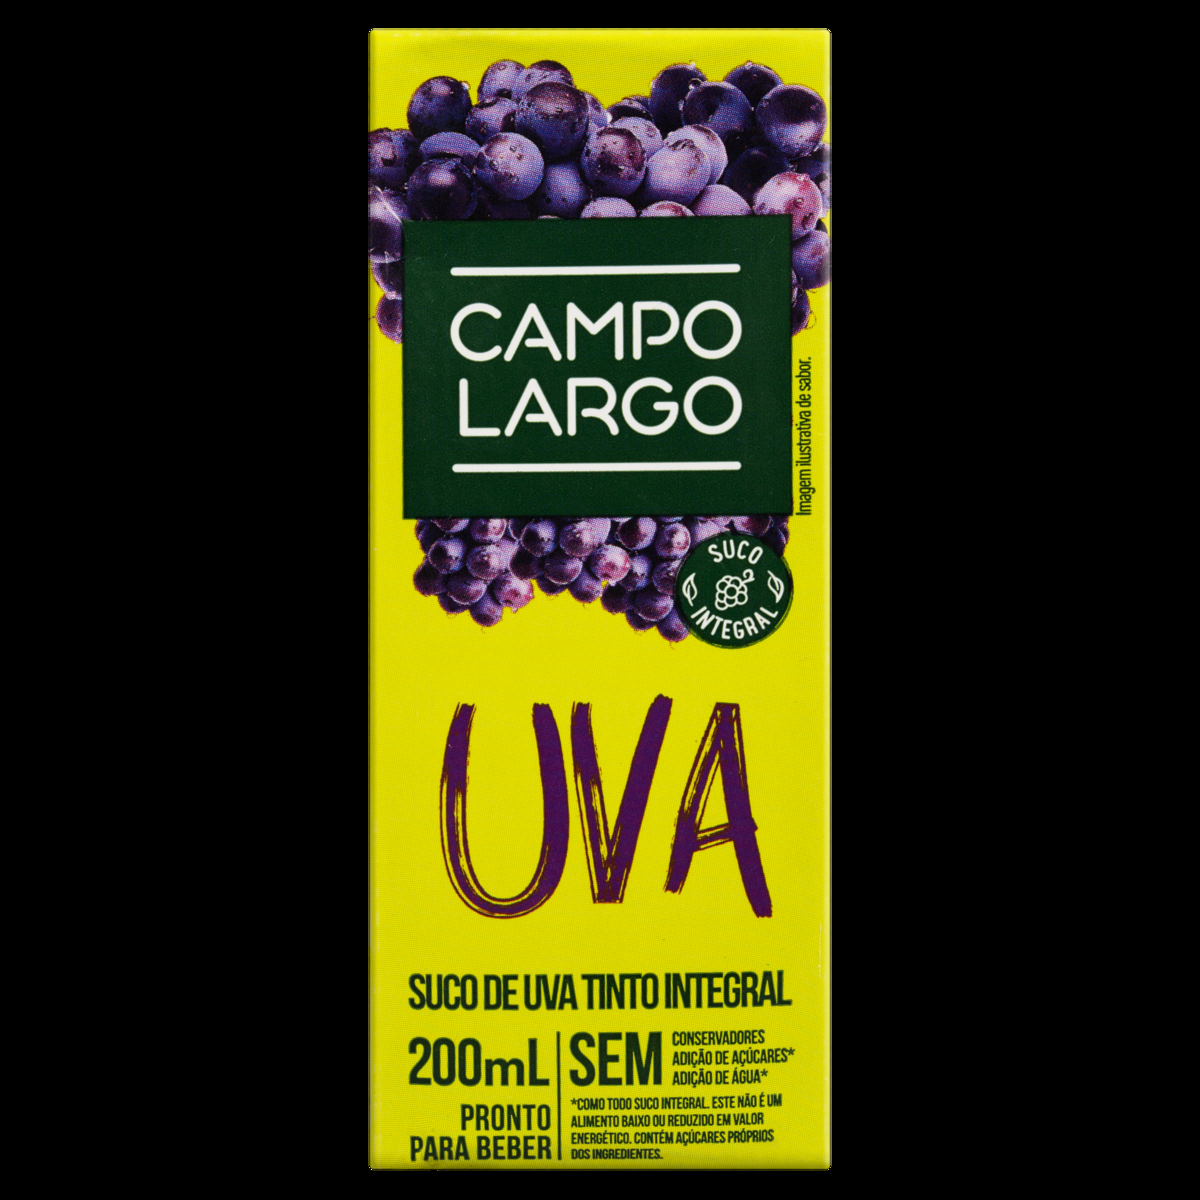 CAMPO
LARGO
Imagem ilustrativa de sabor.
SUCO
INTEGRAL
UVA
SUCO DE UVA TINTO INTEGRAL
200mL
PRONTO
PARA BEBER
SEM
CONSERVADORES
ADIÇÃO DE AÇÚCARES*
ADIÇÃO DE ÁGUA*
*COMO TODO SUCO INTEGRAL. ESTE NÃO É UM
ALIMENTO BAIXO OU REDUZIDO EM VALOR
ENERGÉTICO. CONTÉM AÇÚCARES PRÓPRIOS
DOS INGREDIENTES.